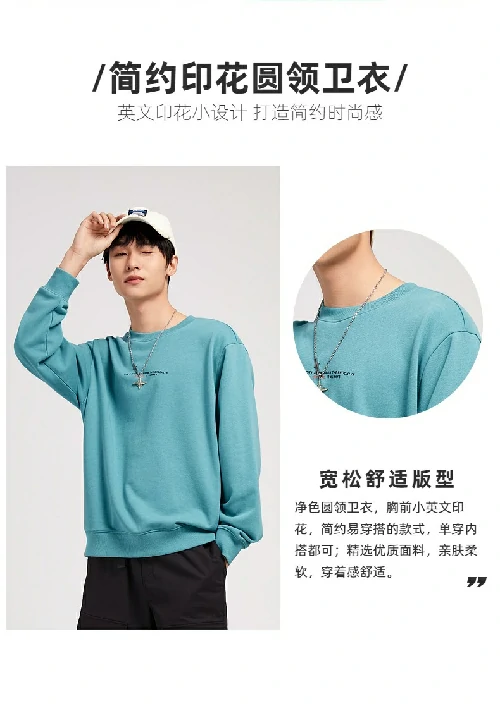 /简约印花圆领卫衣/
英文印花小设计 打造简约时尚感
宽松舒适版型
净色圆领卫衣，胸前小英文印
花，简约易穿搭的款式，单穿内
搭都可；精选优质面料，亲肤柔
软，穿着感舒适。